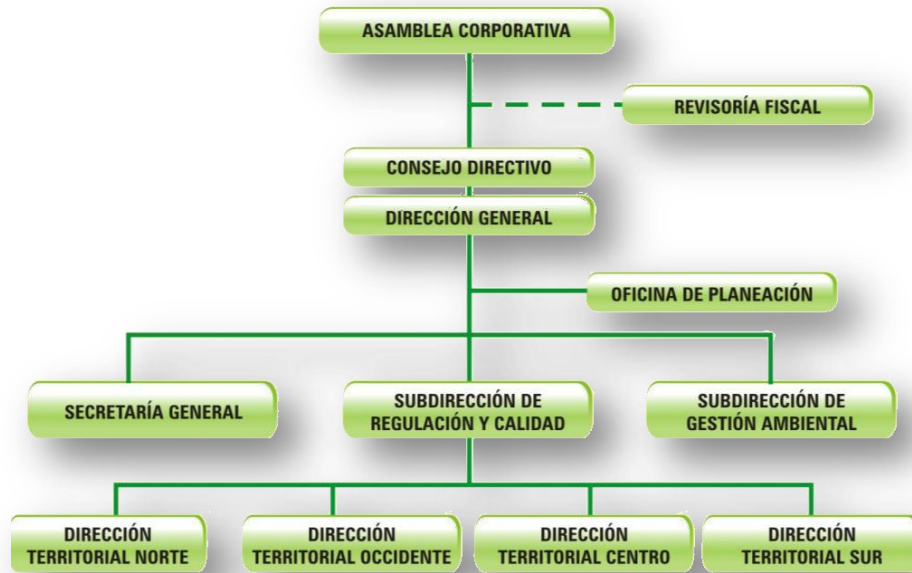 ASAMBLEA CORPORATIVA
REVISORÍA FISCAL
CONSEJO DIRECTIVO
DIRECCIÓN GENERAL
OFICINA DE PLANEACIÓN
SECRETARÍA GENERAL
SUBDIRECCIÓN DE
REGULACIÓN Y CALIDAD
SUBDIRECCIÓN DE
GESTIÓN AMBIENTAL
DIRECCIÓN
TERRITORIAL NORTE
DIRECCIÓN
TERRITORIAL OCCIDENTE
DIRECCIÓN
TERRITORIAL CENTRO
DIRECCIÓN
TERRITORIAL SUR